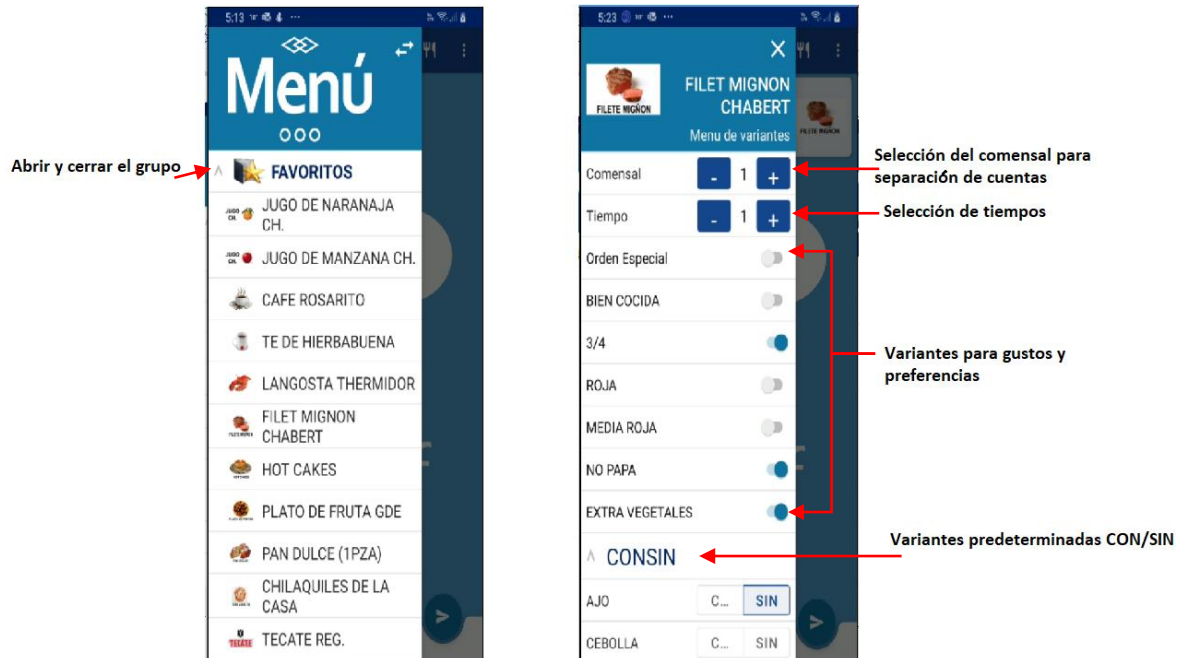 5:13
Menú
Abrir y cerrar el grupo
FAVORITOS
JUGO DE NARANAJA
CH.
JUGO DE MANZANA CH.
CAFE ROSARITO
TE DE HIERBABUENA
LANGOSTA THERMIDOR
FILET MIGNON
CHABERT
HOT CAKES
PLATO DE FRUTA GDE
PAN DULCE (1PZA)
CHILAQUILES DE LA
CASA
TECATE
TECATE REG.
5:23
FILETE MIGÑON
FILET MIGNON
CHABERT
Menu de variantes
Comensal - 1 +
Selección del comensal para
separación de cuentas
Tiempo - 1 +
Selección de tiempos
Orden Especial
BIEN COCIDA
3/4
ROJA
MEDIA ROJA
NO PAPA
EXTRA VEGETALES
Variantes para gustos y
preferencias
CONSIN
Variantes predeterminadas CON/SIN
AJO C... SIN
CEBOLLA C... SIN